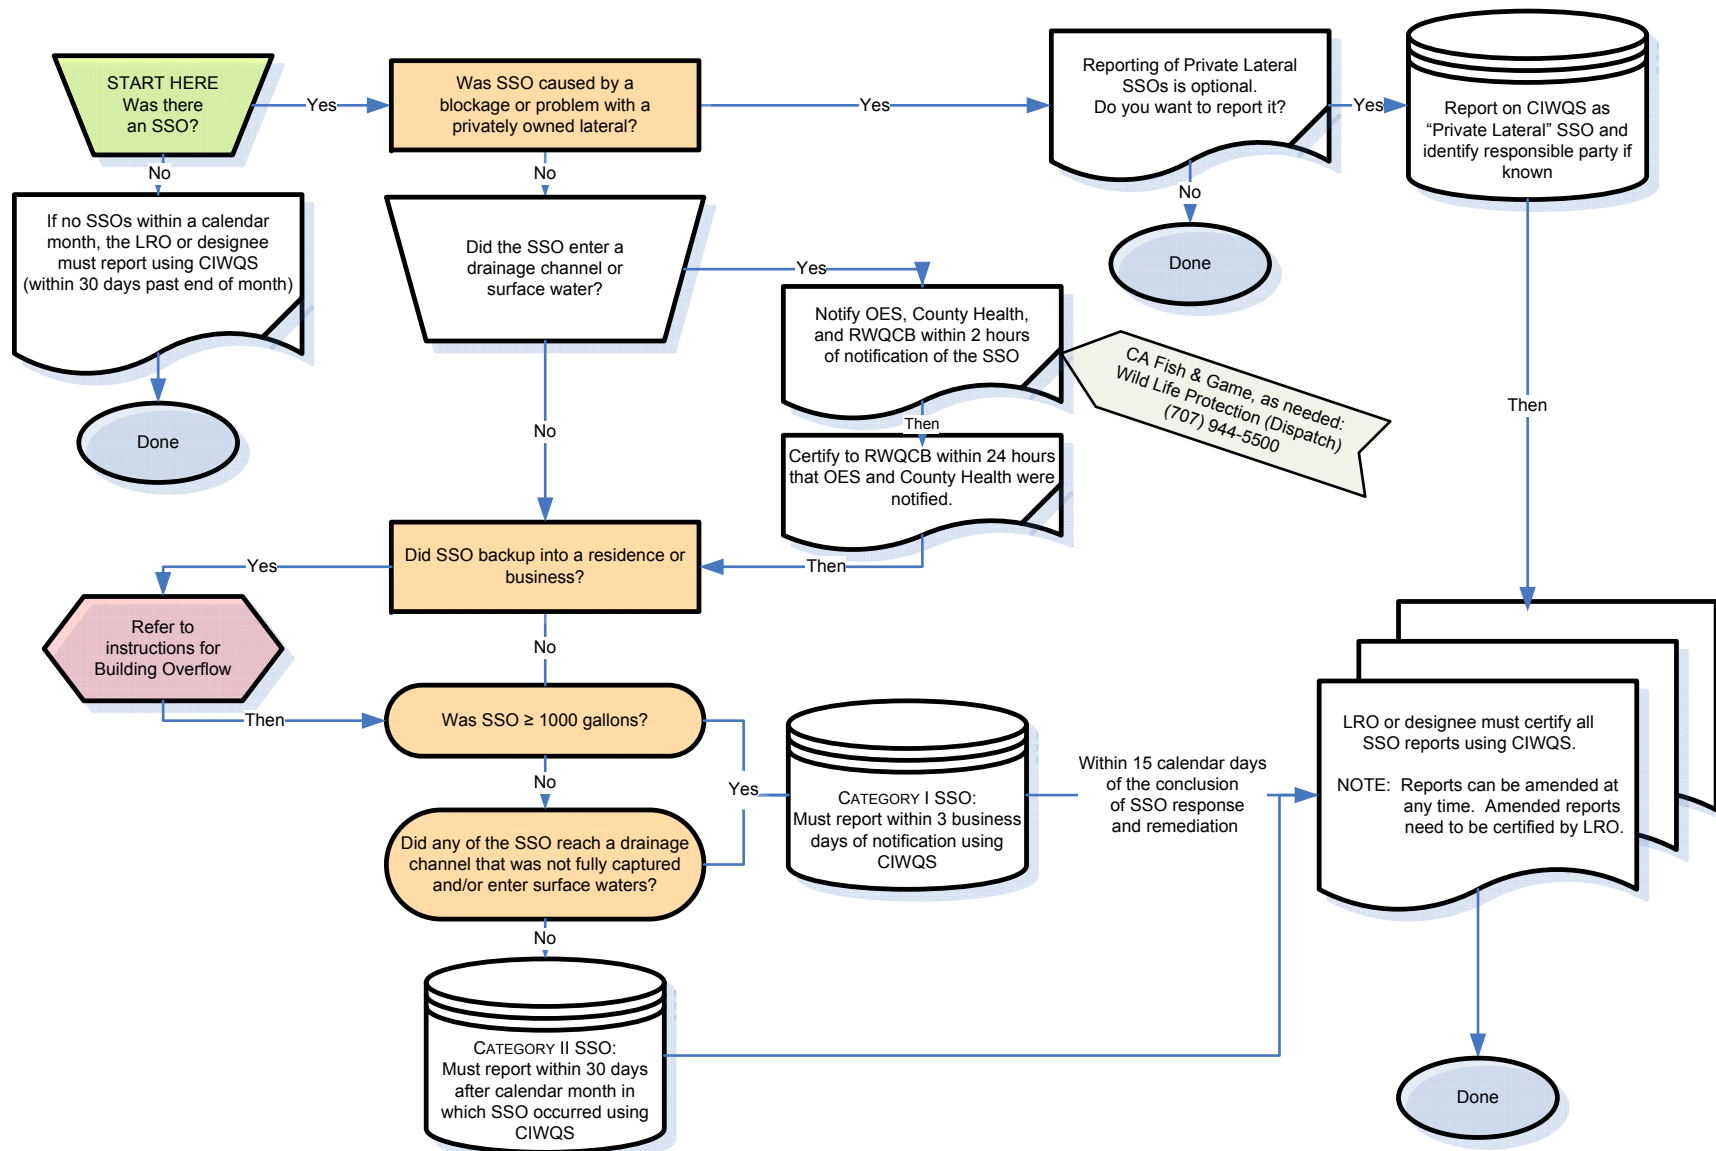 START HERE
Was there
an SSO?
Yes
Was SSO caused by a
blockage or problem with a
privately owned lateral?
Yes
Reporting of Private Lateral
SSOs is optional.
Do you want to report it?
Yes
Report on CIWQS as
“Private Lateral” SSO and
identify responsible party if
known
No
If no SSOs within a calendar
month, the LRO or designee
must report using CIWQS
(within 30 days past end of month)
Done
No
Did the SSO enter a
drainage channel or
surface water?
Yes
No
Done
Notify OES, County Health,
and RWQCB within 2 hours
of notification of the SSO
CA Fish & Game, as needed:
Wild Life Protection (Dispatch)
(707) 944-5500
Then
Certify to RWQCB within 24 hours
that OES and County Health were
notified.
Then
No
Then
Did SSO backup into a residence or
business?
Yes
Refer to
instructions for
Building Overflow
Then
No
Was SSO ≥ 1000 gallons?
No
Yes
Did any of the SSO reach a drainage
channel that was not fully captured
and/or enter surface waters?
CATEGORY I SSO:
Must report within 3 business
days of notification using
CIWQS
Within 15 calendar days
of the conclusion
of SSO response
and remediation
LRO or designee must certify all
SSO reports using CIWQS.
NOTE: Reports can be amended at
any time. Amended reports
need to be certified by LRO.
No
CATEGORY II SSO:
Must report within 30 days
after calendar month in
which SSO occurred using
CIWQS
Done